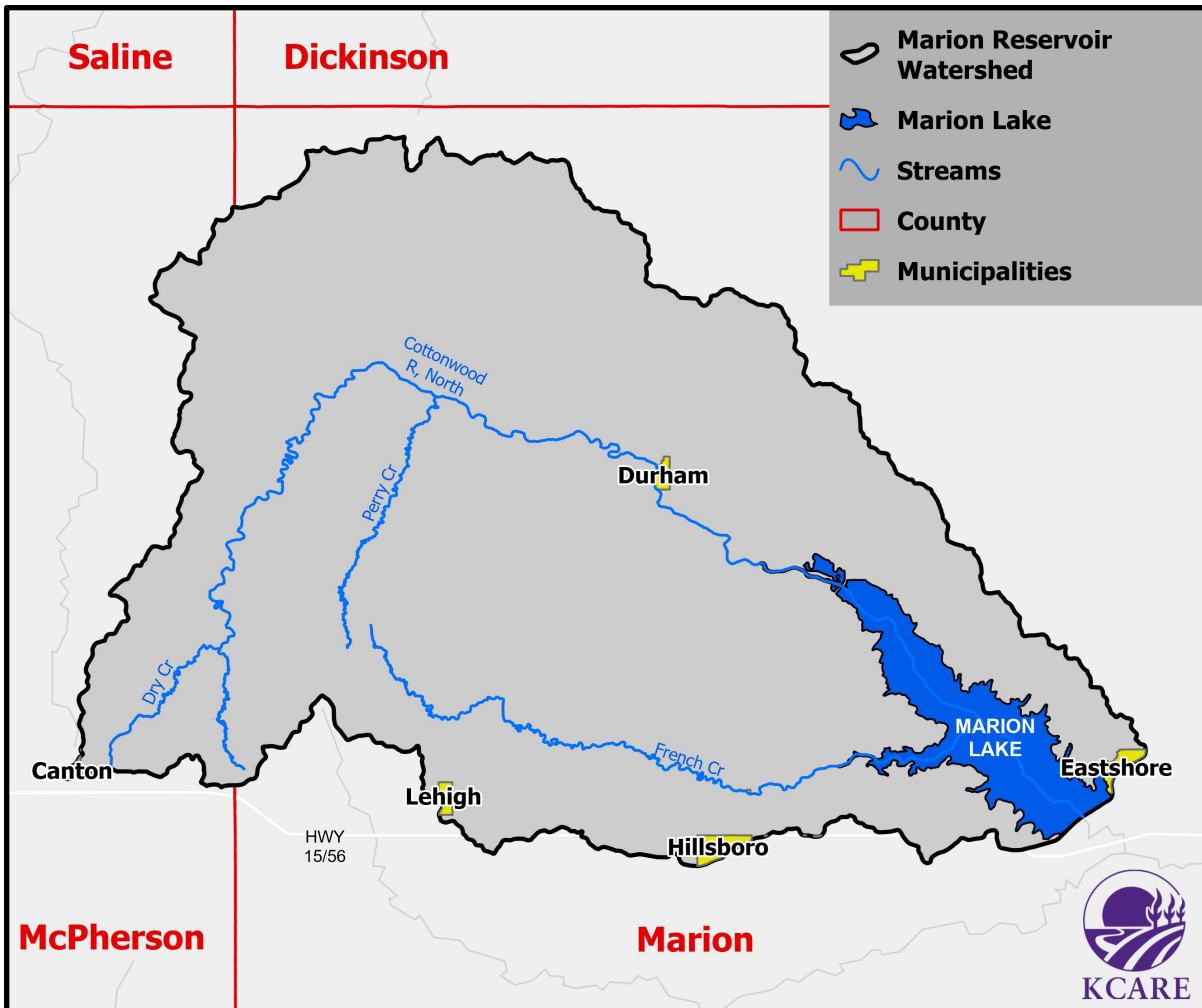 Saline
Dickinson
Marion Reservoir
Watershed
Marion Lake
Streams
County
Municipalities
Cottonwood
R, North
Perry Cr
Durham
Dry Cr
MARION
LAKE
French Cr
Eastshore
Canton
Lehigh
HWY
15/56
Hillsboro
McPherson
Marion
KCARE